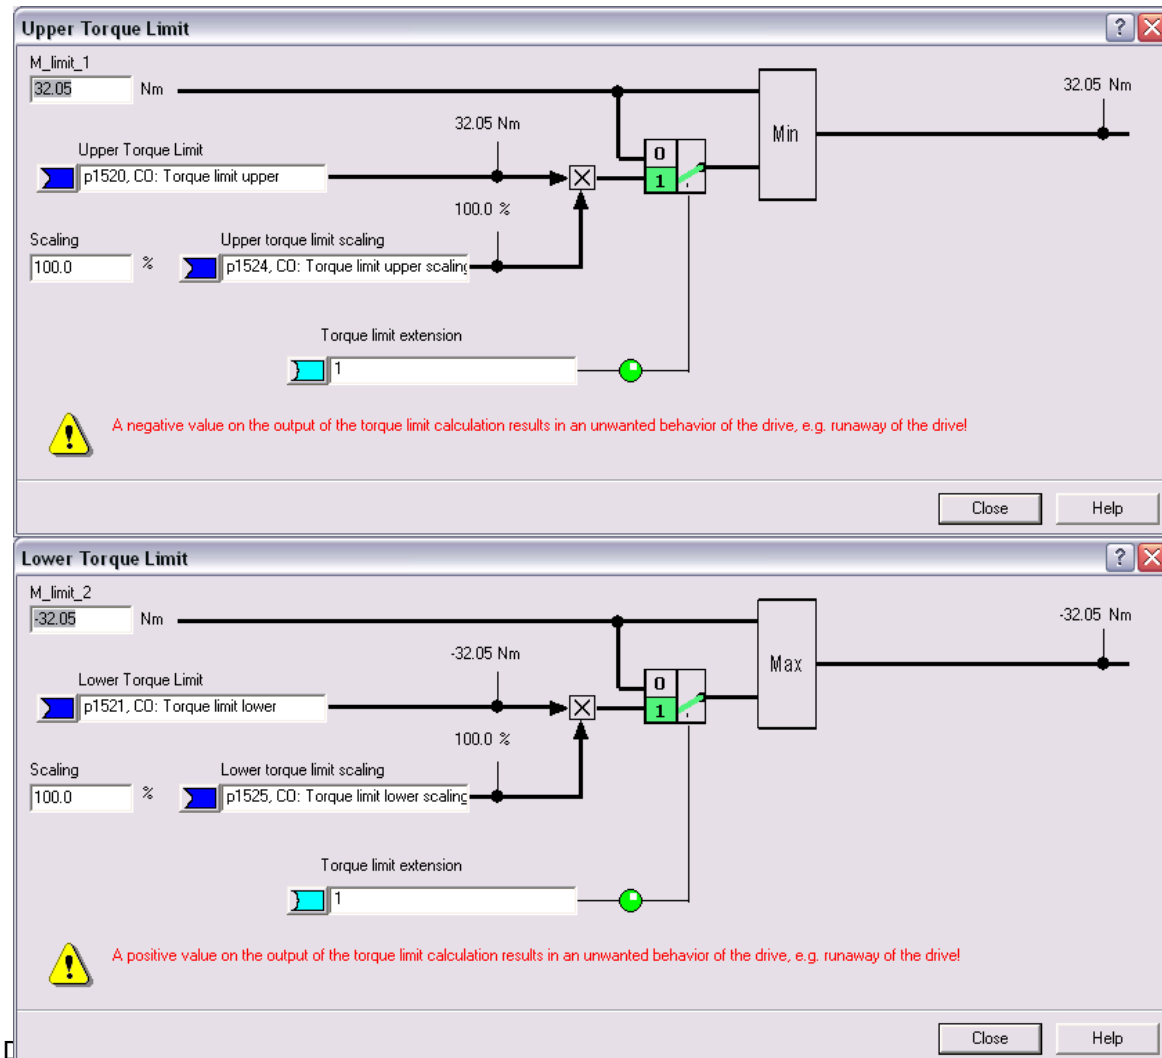 Upper Torque Limit
M_limit_1
32.05 Nm
32.05 Nm
32.05 Nm
Min
Upper Torque Limit
p1520, CO: Torque limit upper
0
1
100.0 %
Scaling
100.0 %
Upper torque limit scaling
p1524, CO: Torque limit upper scaling
Torque limit extension
1
A negative value on the output of the torque limit calculation results in an unwanted behavior of the drive, e.g. runaway of the drive!
Close Help
Lower Torque Limit
M_limit_2
-32.05 Nm
-32.05 Nm
-32.05 Nm
Max
Lower Torque Limit
p1521, CO: Torque limit lower
0
1
100.0 %
Scaling
100.0 %
Lower torque limit scaling
p1525, CO: Torque limit lower scaling
Torque limit extension
1
A positive value on the output of the torque limit calculation results in an unwanted behavior of the drive, e.g. runaway of the drive!
Close Help